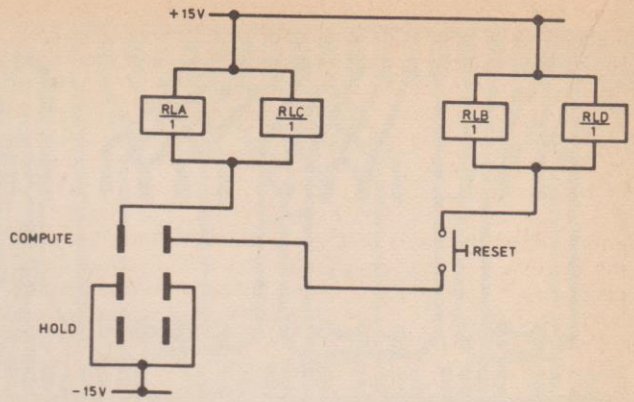 +15V
RLA
1
RLC
1
RLB
1
RLD
1
COMPUTE
RESET
HOLD
-15V